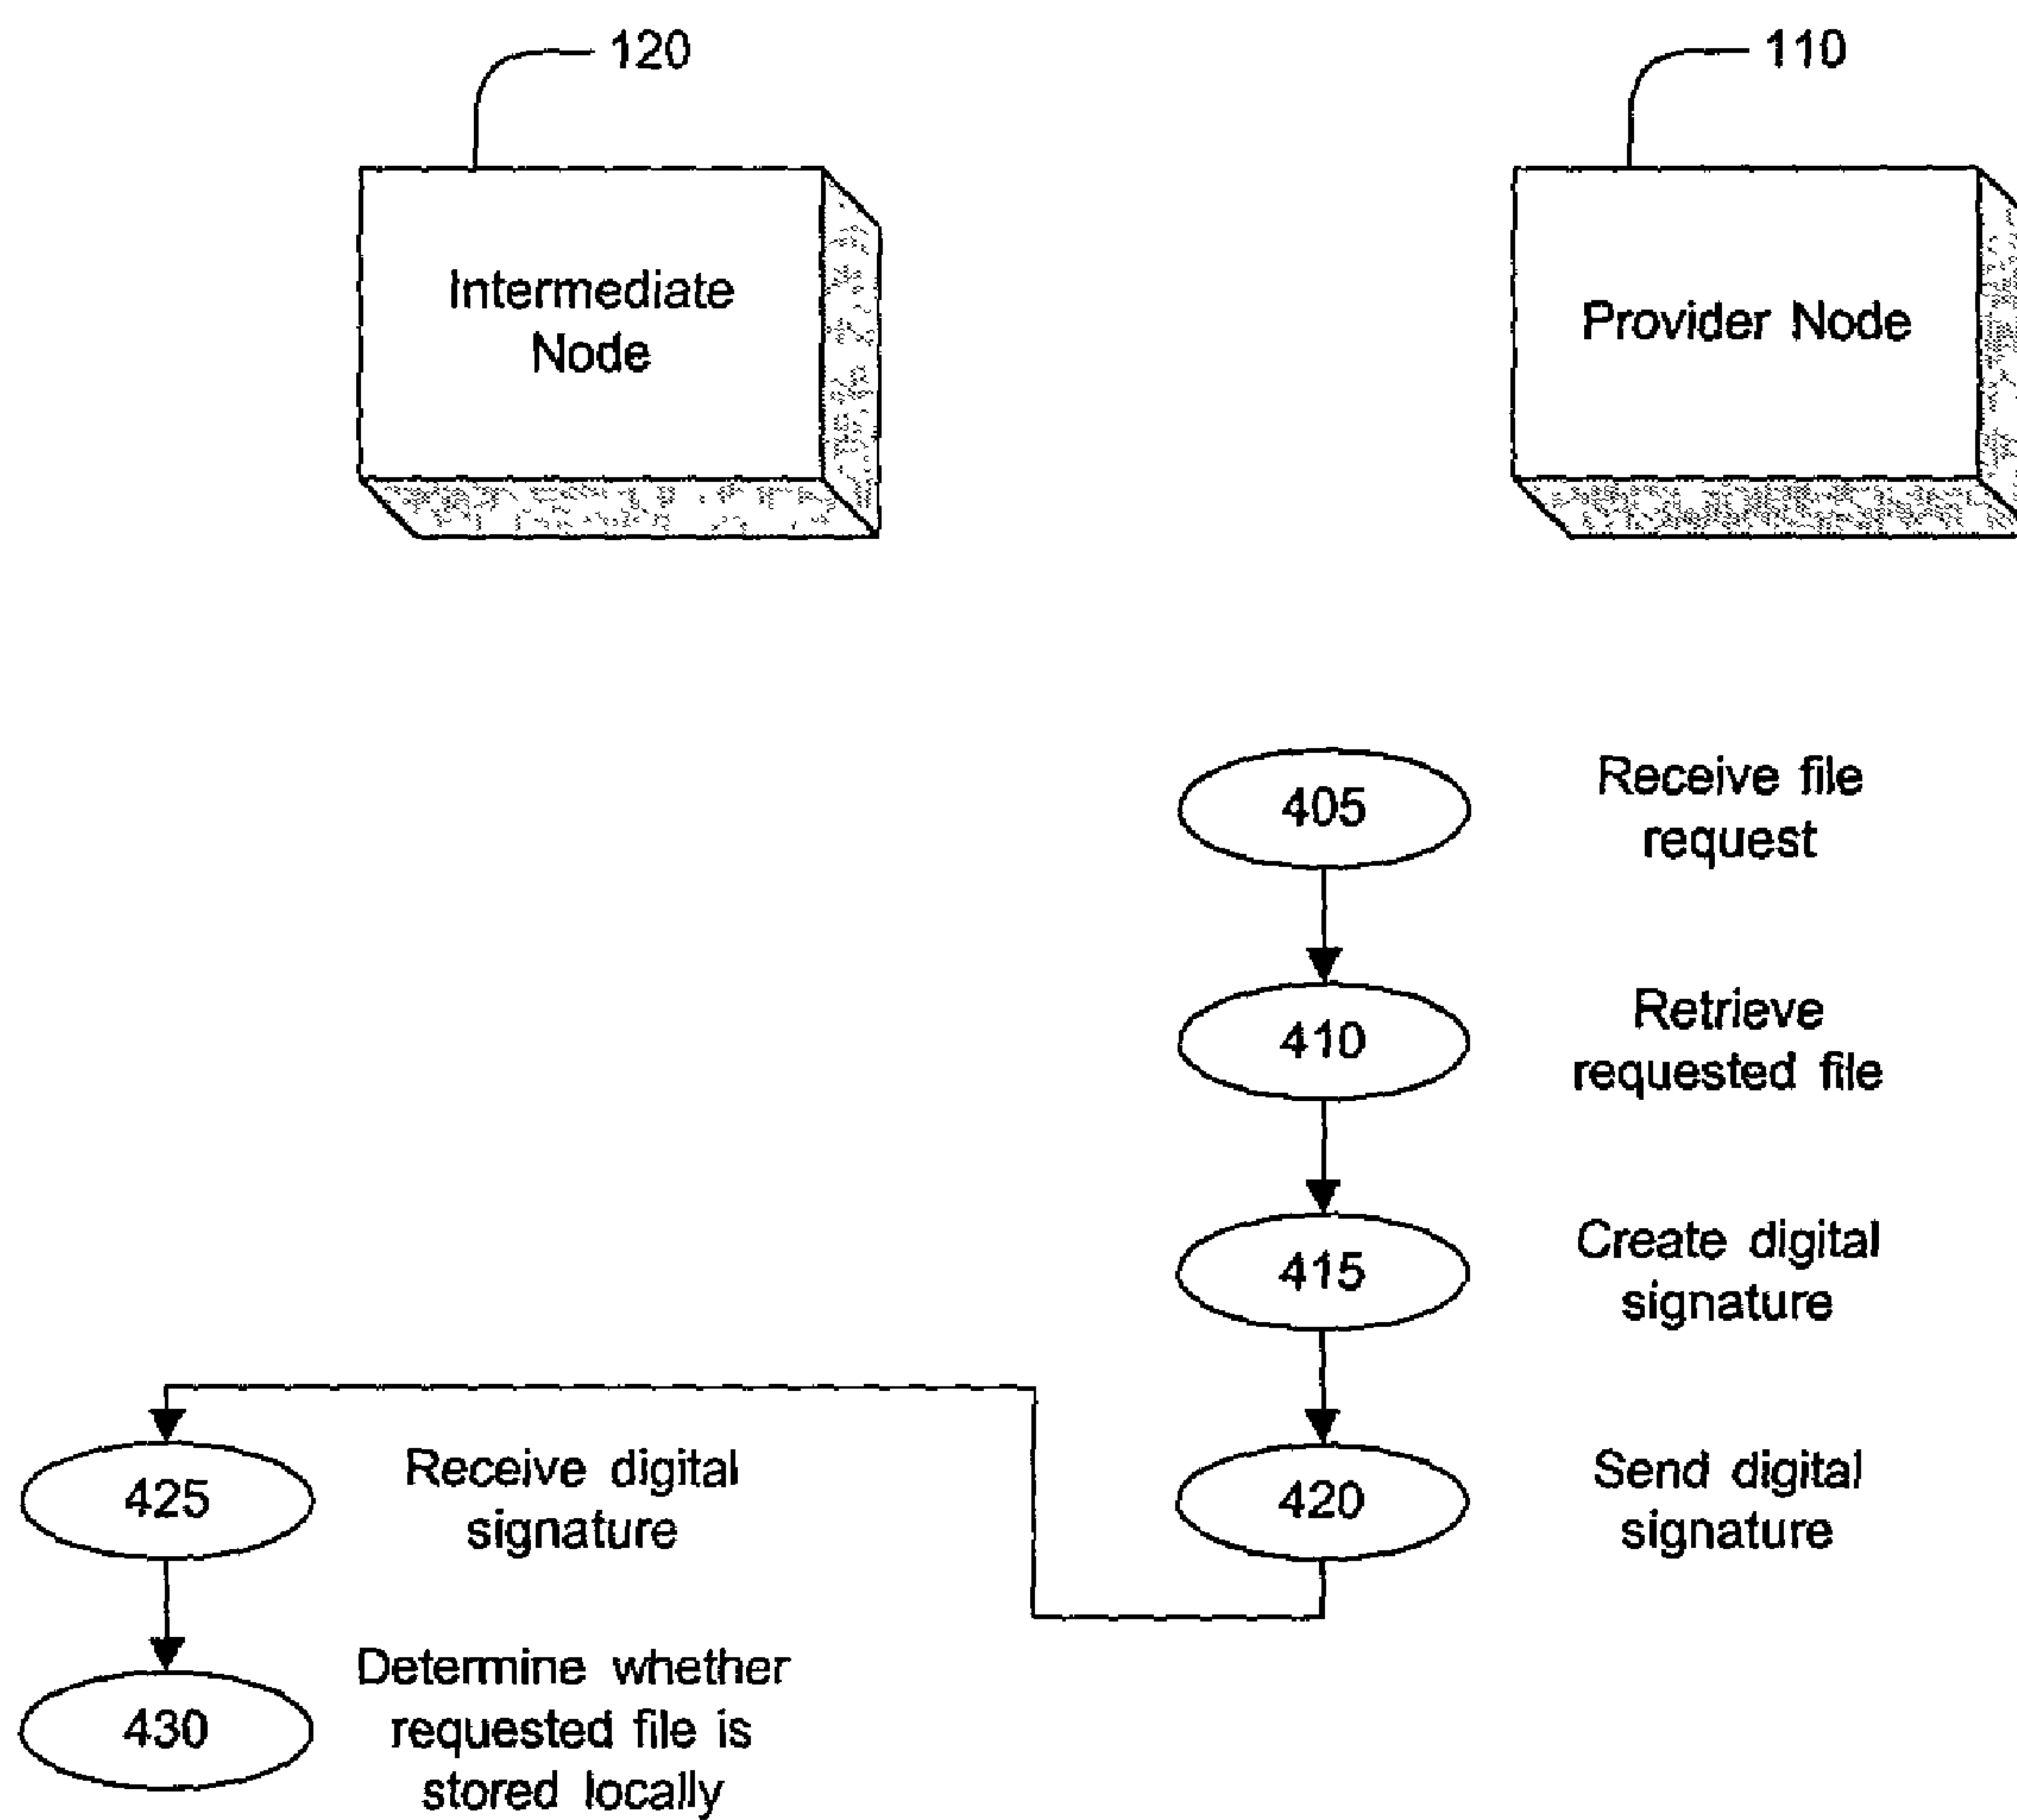 120
110
Intermediate
Node
Provider Node
405
Receive file
request
410
Retrieve
requested file
415
Create digital
signature
420
Send digital
signature
425
Receive digital
signature
430
Determine whether
requested file is
stored locally